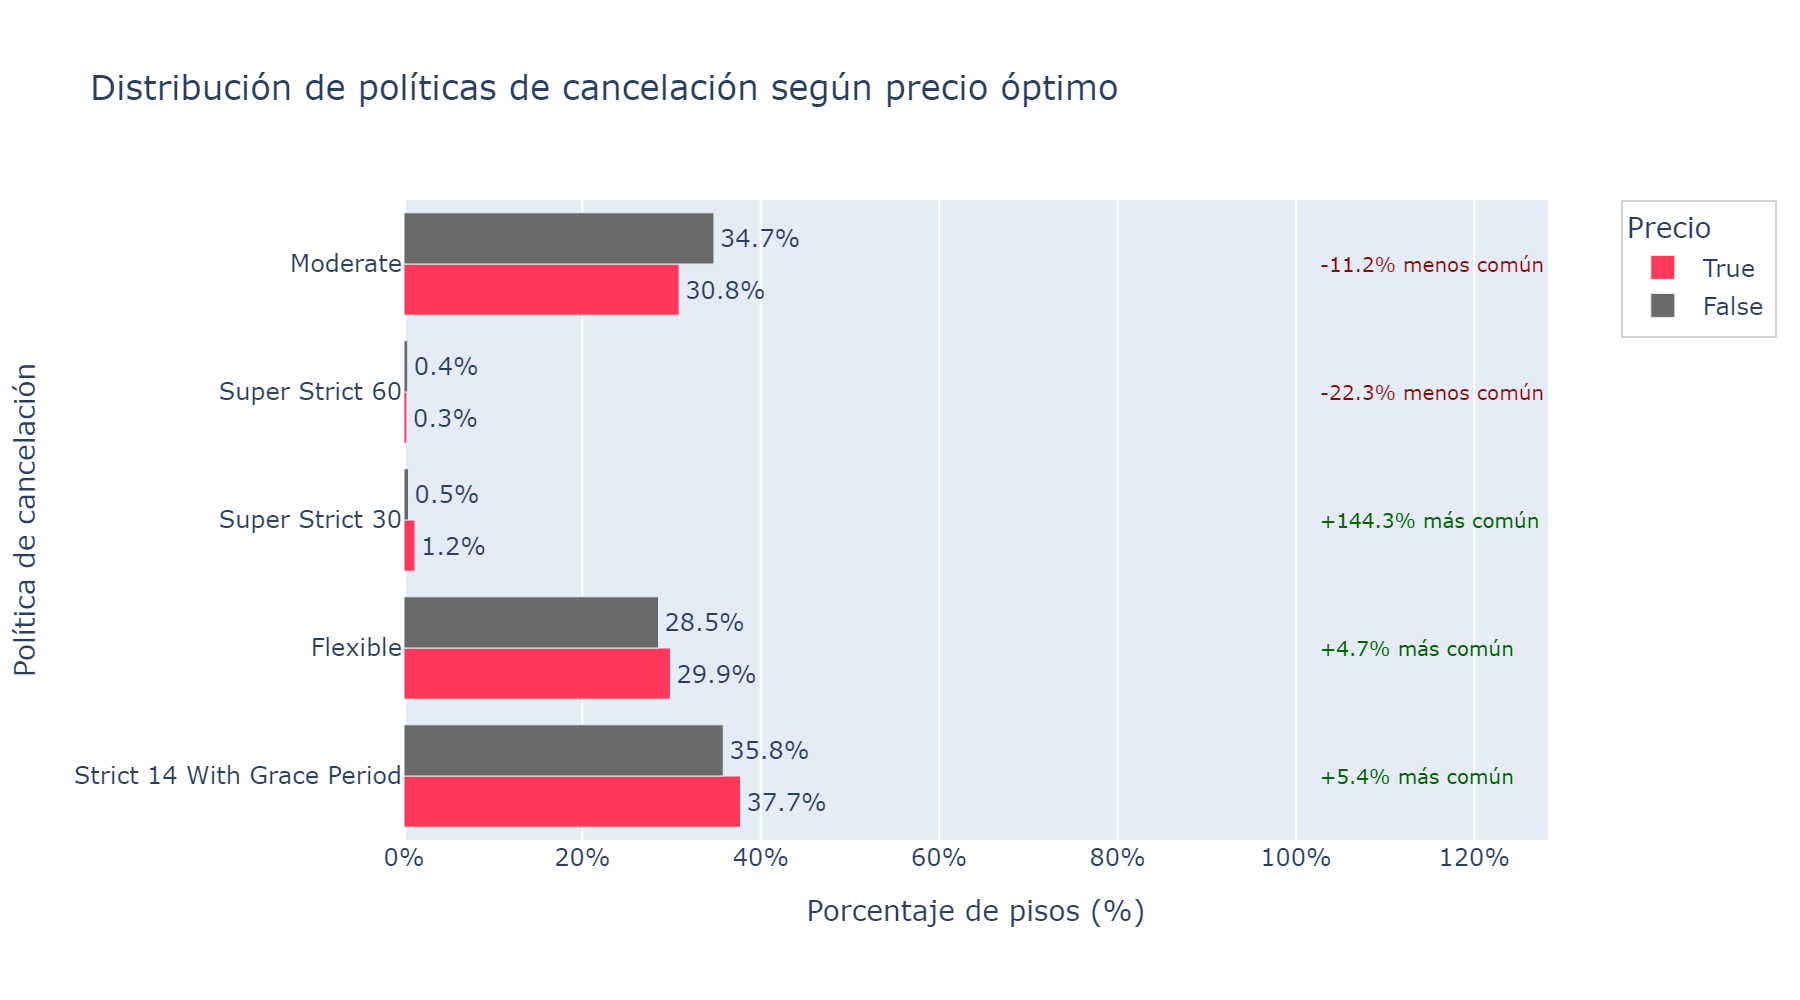 Distribución de políticas de cancelación según precio óptimo
Política de cancelación
Moderate
34.7%
30.8%
-11.2% menos común
Super Strict 60
0.4%
0.3%
-22.3% menos común
Super Strict 30
0.5%
1.2%
+144.3% más común
Flexible
28.5%
29.9%
+4.7% más común
Strict 14 With Grace Period
35.8%
37.7%
+5.4% más común
0% 20% 40% 60% 80% 100% 120%
Porcentaje de pisos (%)
Precio
True
False